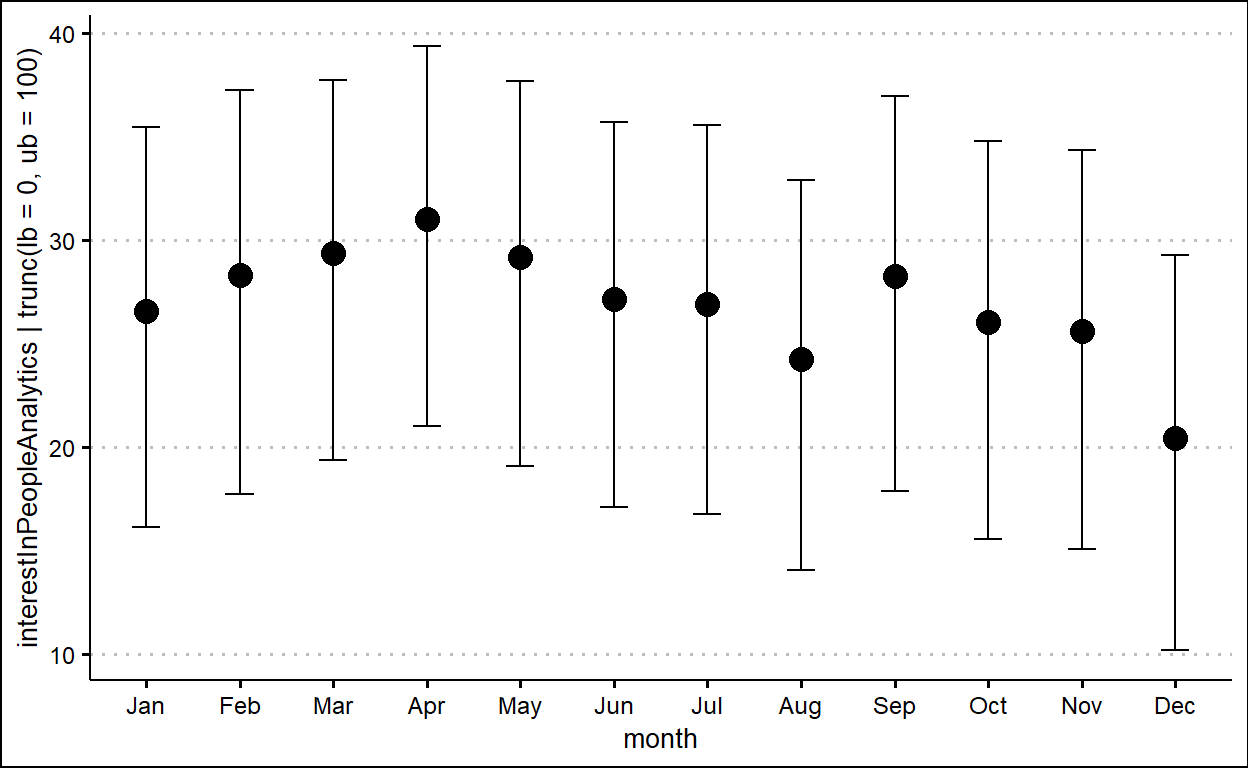 interestInPeopleAnalytics | trunc(lb = 0, ub = 100)
40
30
20
10
Jan Feb Mar Apr May Jun Jul Aug Sep Oct Nov Dec
month